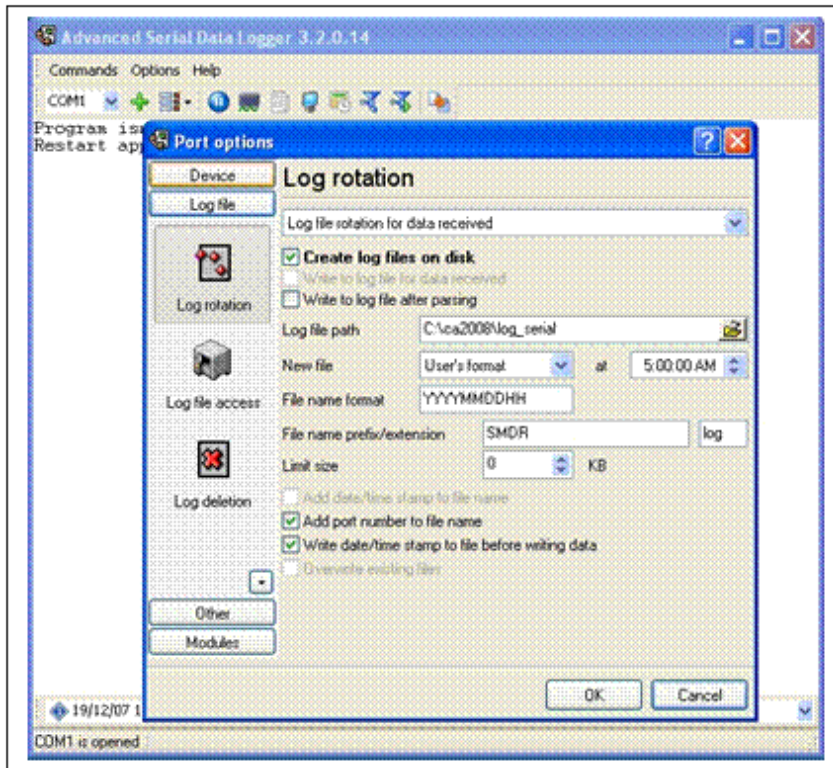 Advanced Serial Data Logger 3.2.0.14
Commands Options Help
COM1
Program
Restart
Port options
Device
Log file
Log rotation
Log file access
Log deletion
Other
Modules
Log rotation
Log file rotation for data received
Create log files on disk
Write to log file for data received
Write to log file after parsing
Log file path C:\ca2008\log_serial
New file User's format at 5:00:00 AM
File name format YYYYMMDDHH
File name prefix/extension SMDR log
Limit size 0 KB
Add date/time stamp to file name
Add port number to file name
Write date/time stamp to file before writing data
Overwrite existing files
OK Cancel
19/12/07
COM1 is opened